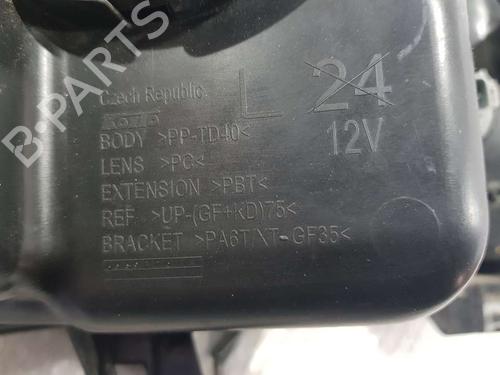 B-PARTS
Czech Republic.
L 24
12V
BODY >PP-TD40<
LENS >PC<
EXTENSION >PBT<
REF. >UP-(GF+KD)75<
BRACKET >PA6T/XT-GF35<